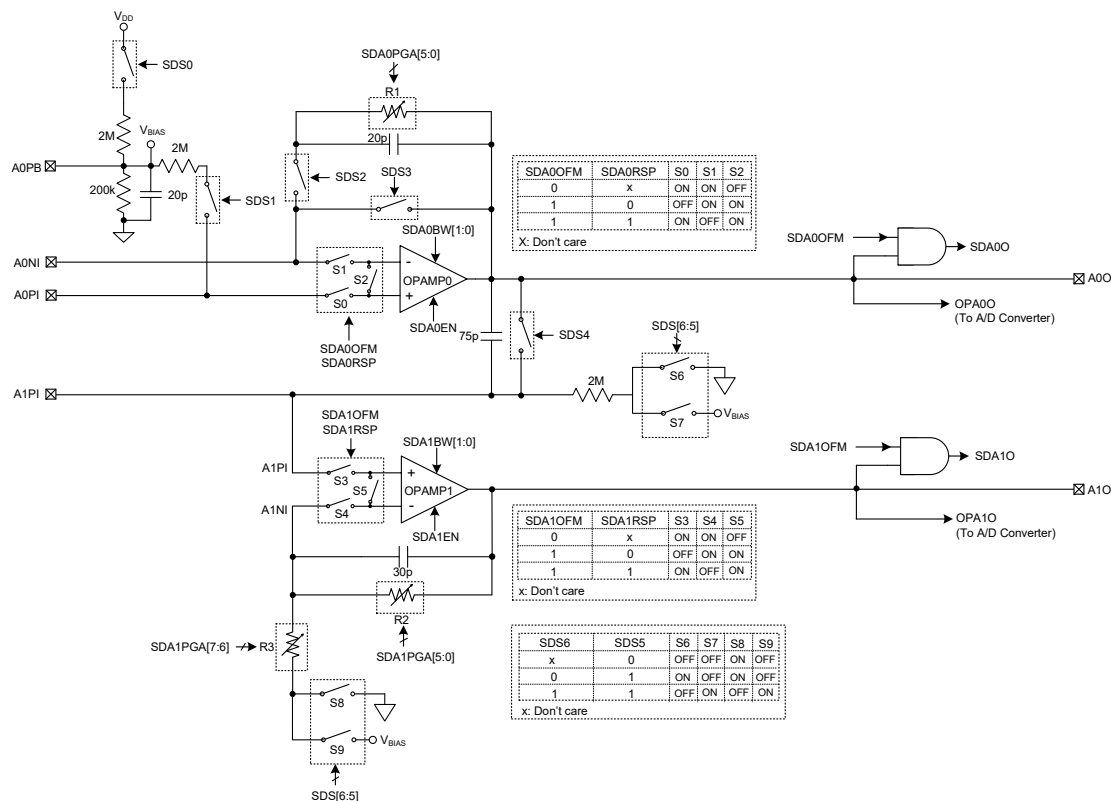 VDD
SDS0
2M
VBIAS
2M
A0PB
200k
20p
SDS1
SDA0PGA[5:0]
R1
20p
SDS2
SDS3
A0NI
A0PI
S1
S2
S0
SDA0OFM
SDA0RSP
SDA0BW[1:0]
-
OPAMP0
+
SDA0EN
75p
SDS4
SDA0OFM SDA0RSP S0 S1 S2
0 x ON ON OFF
1 0 OFF ON ON
1 1 ON OFF ON
X: Don't care
SDA0OFM
SDA0O
A0O
OPA0O
(To A/D Converter)
SDS[6:5]
2M
S6
S7
VBIAS
A1PI
SDA1OFM
SDA1RSP
A1PI
A1NI
S3
S5
S4
SDA1BW[1:0]
+
OPAMP1
-
SDA1EN
30p
R2
SDA1PGA[5:0]
SDA1OFM
SDA1O
A1O
OPA1O
(To A/D Converter)
SDA1OFM SDA1RSP S3 S4 S5
0 x ON ON OFF
1 0 OFF ON ON
1 1 ON OFF ON
x: Don't care
SDA1PGA[7:6]
R3
S8
S9
VBIAS
SDS[6:5]
SDS6 SDS5 S6 S7 S8 S9
x 0 OFF OFF ON OFF
0 1 ON OFF ON OFF
1 1 OFF ON OFF ON
x: Don't care